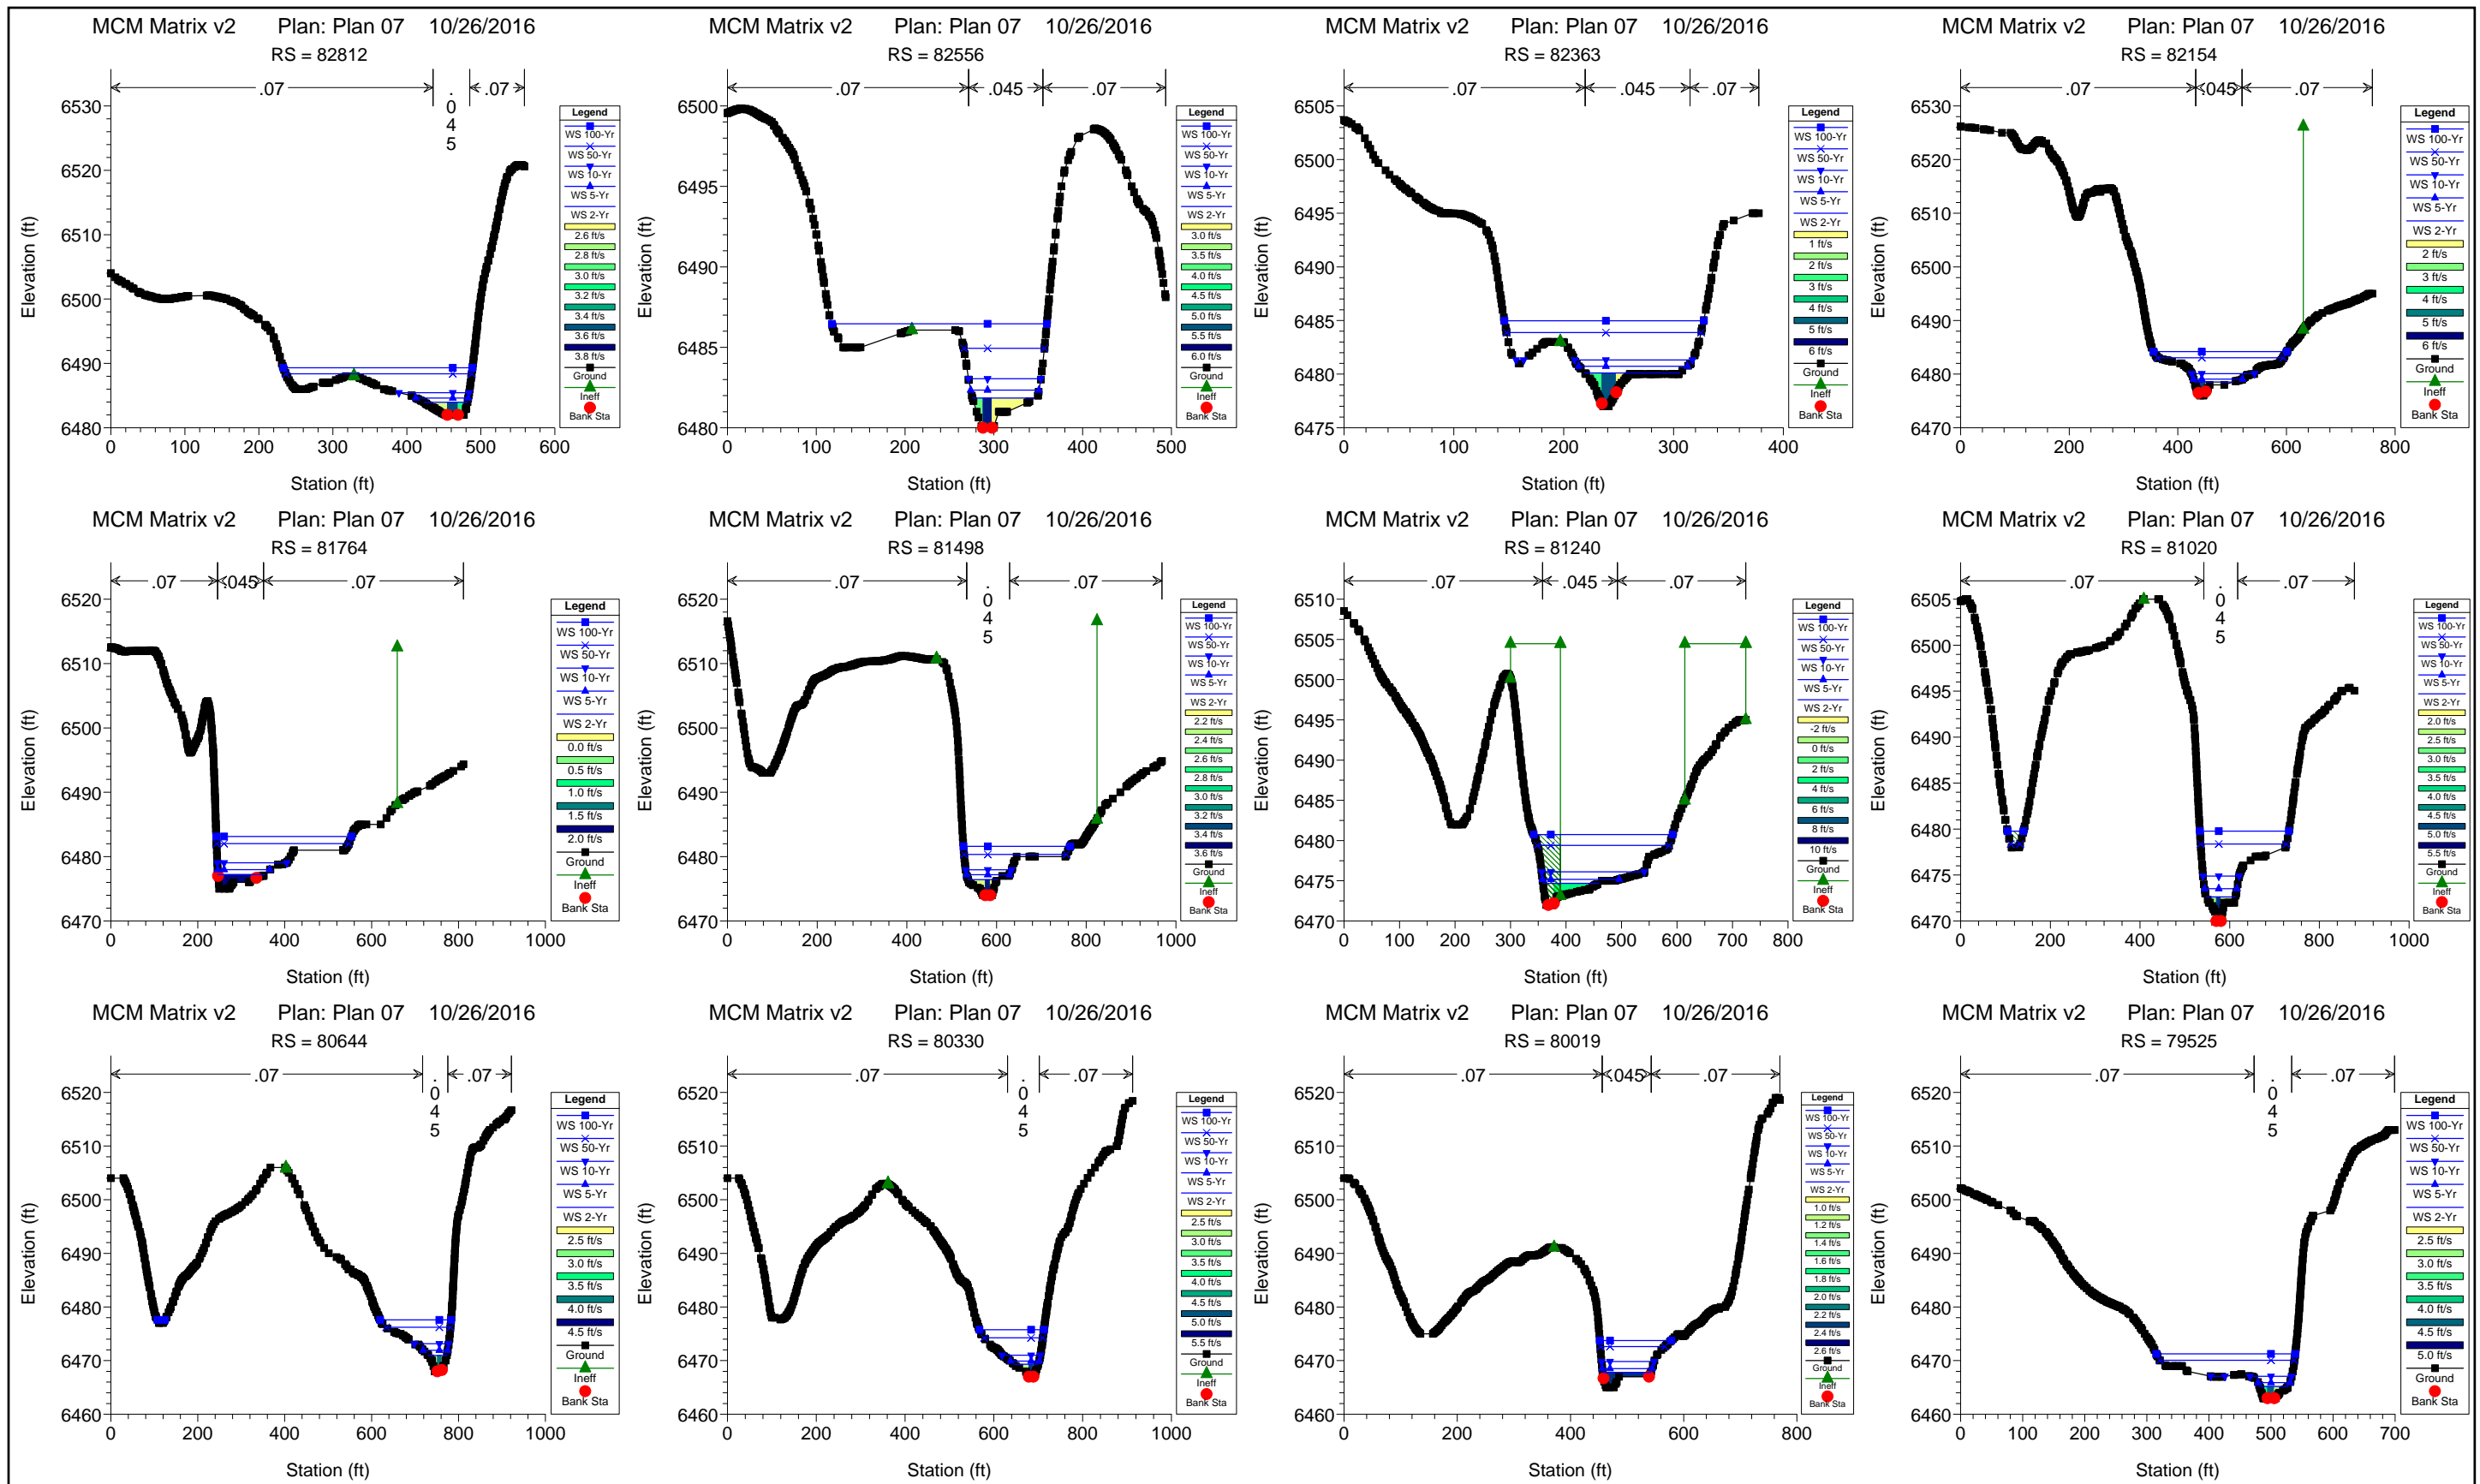 MCM Matrix v2 Plan: Plan 07 10/26/2016
RS = 82812
.07
.045
.07
6530
6520
6510
6500
6490
6480
Elevation (ft)
0 100 200 300 400 500 600
Station (ft)
Legend
WS 100-Yr
WS 50-Yr
WS 10-Yr
WS 5-Yr
WS 2-Yr
2.6 ft/s
2.8 ft/s
3.0 ft/s
3.2 ft/s
3.4 ft/s
3.6 ft/s
3.8 ft/s
Ground
Ineff
Bank Sta
MCM Matrix v2 Plan: Plan 07 10/26/2016
RS = 82556
.07 .045 .07
6500
6495
6490
6485
6480
Elevation (ft)
0 100 200 300 400 500
Station (ft)
Legend
WS 100-Yr
WS 50-Yr
WS 10-Yr
WS 5-Yr
WS 2-Yr
3.0 ft/s
3.5 ft/s
4.0 ft/s
4.5 ft/s
5.0 ft/s
5.5 ft/s
6.0 ft/s
Ground
Ineff
Bank Sta
MCM Matrix v2 Plan: Plan 07 10/26/2016
RS = 82363
.07 .045 .07
6505
6500
6495
6490
6485
6480
6475
Elevation (ft)
0 100 200 300 400
Station (ft)
Legend
WS 100-Yr
WS 50-Yr
WS 10-Yr
WS 5-Yr
WS 2-Yr
1 ft/s
2 ft/s
3 ft/s
4 ft/s
5 ft/s
6 ft/s
Ground
Ineff
Bank Sta
MCM Matrix v2 Plan: Plan 07 10/26/2016
RS = 82154
.07 .045 .07
6530
6520
6510
6500
6490
6480
6470
Elevation (ft)
0 200 400 600 800
Station (ft)
Legend
WS 100-Yr
WS 50-Yr
WS 10-Yr
WS 5-Yr
WS 2-Yr
2 ft/s
3 ft/s
4 ft/s
5 ft/s
6 ft/s
Ground
Ineff
Bank Sta
MCM Matrix v2 Plan: Plan 07 10/26/2016
RS = 81764
.07 .045 .07
6520
6510
6500
6490
6480
6470
Elevation (ft)
0 200 400 600 800 1000
Station (ft)
Legend
WS 100-Yr
WS 50-Yr
WS 10-Yr
WS 5-Yr
WS 2-Yr
0.0 ft/s
0.5 ft/s
1.0 ft/s
1.5 ft/s
2.0 ft/s
Ground
Ineff
Bank Sta
MCM Matrix v2 Plan: Plan 07 10/26/2016
RS = 81498
.07
.045
.07
6520
6510
6500
6490
6480
6470
Elevation (ft)
0 200 400 600 800 1000
Station (ft)
Legend
WS 100-Yr
WS 50-Yr
WS 10-Yr
WS 5-Yr
WS 2-Yr
2.2 ft/s
2.4 ft/s
2.6 ft/s
2.8 ft/s
3.0 ft/s
3.2 ft/s
3.4 ft/s
3.6 ft/s
Ground
Ineff
Bank Sta
MCM Matrix v2 Plan: Plan 07 10/26/2016
RS = 81240
.07 .045 .07
6510
6505
6500
6495
6490
6485
6480
6475
6470
Elevation (ft)
0 100 200 300 400 500 600 700 800
Station (ft)
Legend
WS 100-Yr
WS 50-Yr
WS 10-Yr
WS 5-Yr
WS 2-Yr
-2 ft/s
0 ft/s
2 ft/s
4 ft/s
6 ft/s
8 ft/s
10 ft/s
Ground
Ineff
Bank Sta
MCM Matrix v2 Plan: Plan 07 10/26/2016
RS = 81020
.07
.045
.07
6505
6500
6495
6490
6485
6480
6475
6470
Elevation (ft)
0 200 400 600 800 1000
Station (ft)
Legend
WS 100-Yr
WS 50-Yr
WS 10-Yr
WS 5-Yr
WS 2-Yr
2.0 ft/s
2.5 ft/s
3.0 ft/s
3.5 ft/s
4.0 ft/s
4.5 ft/s
5.0 ft/s
5.5 ft/s
Ground
Ineff
Bank Sta
MCM Matrix v2 Plan: Plan 07 10/26/2016
RS = 80644
.07
.045
.07
6520
6510
6500
6490
6480
6470
6460
Elevation (ft)
0 200 400 600 800 1000
Station (ft)
Legend
WS 100-Yr
WS 50-Yr
WS 10-Yr
WS 5-Yr
WS 2-Yr
2.5 ft/s
3.0 ft/s
3.5 ft/s
4.0 ft/s
4.5 ft/s
Ground
Ineff
Bank Sta
MCM Matrix v2 Plan: Plan 07 10/26/2016
RS = 80330
.07
.045
.07
6520
6510
6500
6490
6480
6470
6460
Elevation (ft)
0 200 400 600 800 1000
Station (ft)
Legend
WS 100-Yr
WS 50-Yr
WS 10-Yr
WS 5-Yr
WS 2-Yr
2.5 ft/s
3.0 ft/s
3.5 ft/s
4.0 ft/s
4.5 ft/s
5.0 ft/s
5.5 ft/s
Ground
Ineff
Bank Sta
MCM Matrix v2 Plan: Plan 07 10/26/2016
RS = 80019
.07 .045 .07
6520
6510
6500
6490
6480
6470
6460
Elevation (ft)
0 200 400 600 800
Station (ft)
Legend
WS 100-Yr
WS 50-Yr
WS 10-Yr
WS 5-Yr
WS 2-Yr
1.0 ft/s
1.2 ft/s
1.4 ft/s
1.6 ft/s
1.8 ft/s
2.0 ft/s
2.2 ft/s
2.4 ft/s
2.6 ft/s
Ground
Ineff
Bank Sta
MCM Matrix v2 Plan: Plan 07 10/26/2016
RS = 79525
.07
.045
.07
6520
6510
6500
6490
6480
6470
6460
Elevation (ft)
0 100 200 300 400 500 600 700
Station (ft)
Legend
WS 100-Yr
WS 50-Yr
WS 10-Yr
WS 5-Yr
WS 2-Yr
2.5 ft/s
3.0 ft/s
3.5 ft/s
4.0 ft/s
4.5 ft/s
5.0 ft/s
Ground
Bank Sta